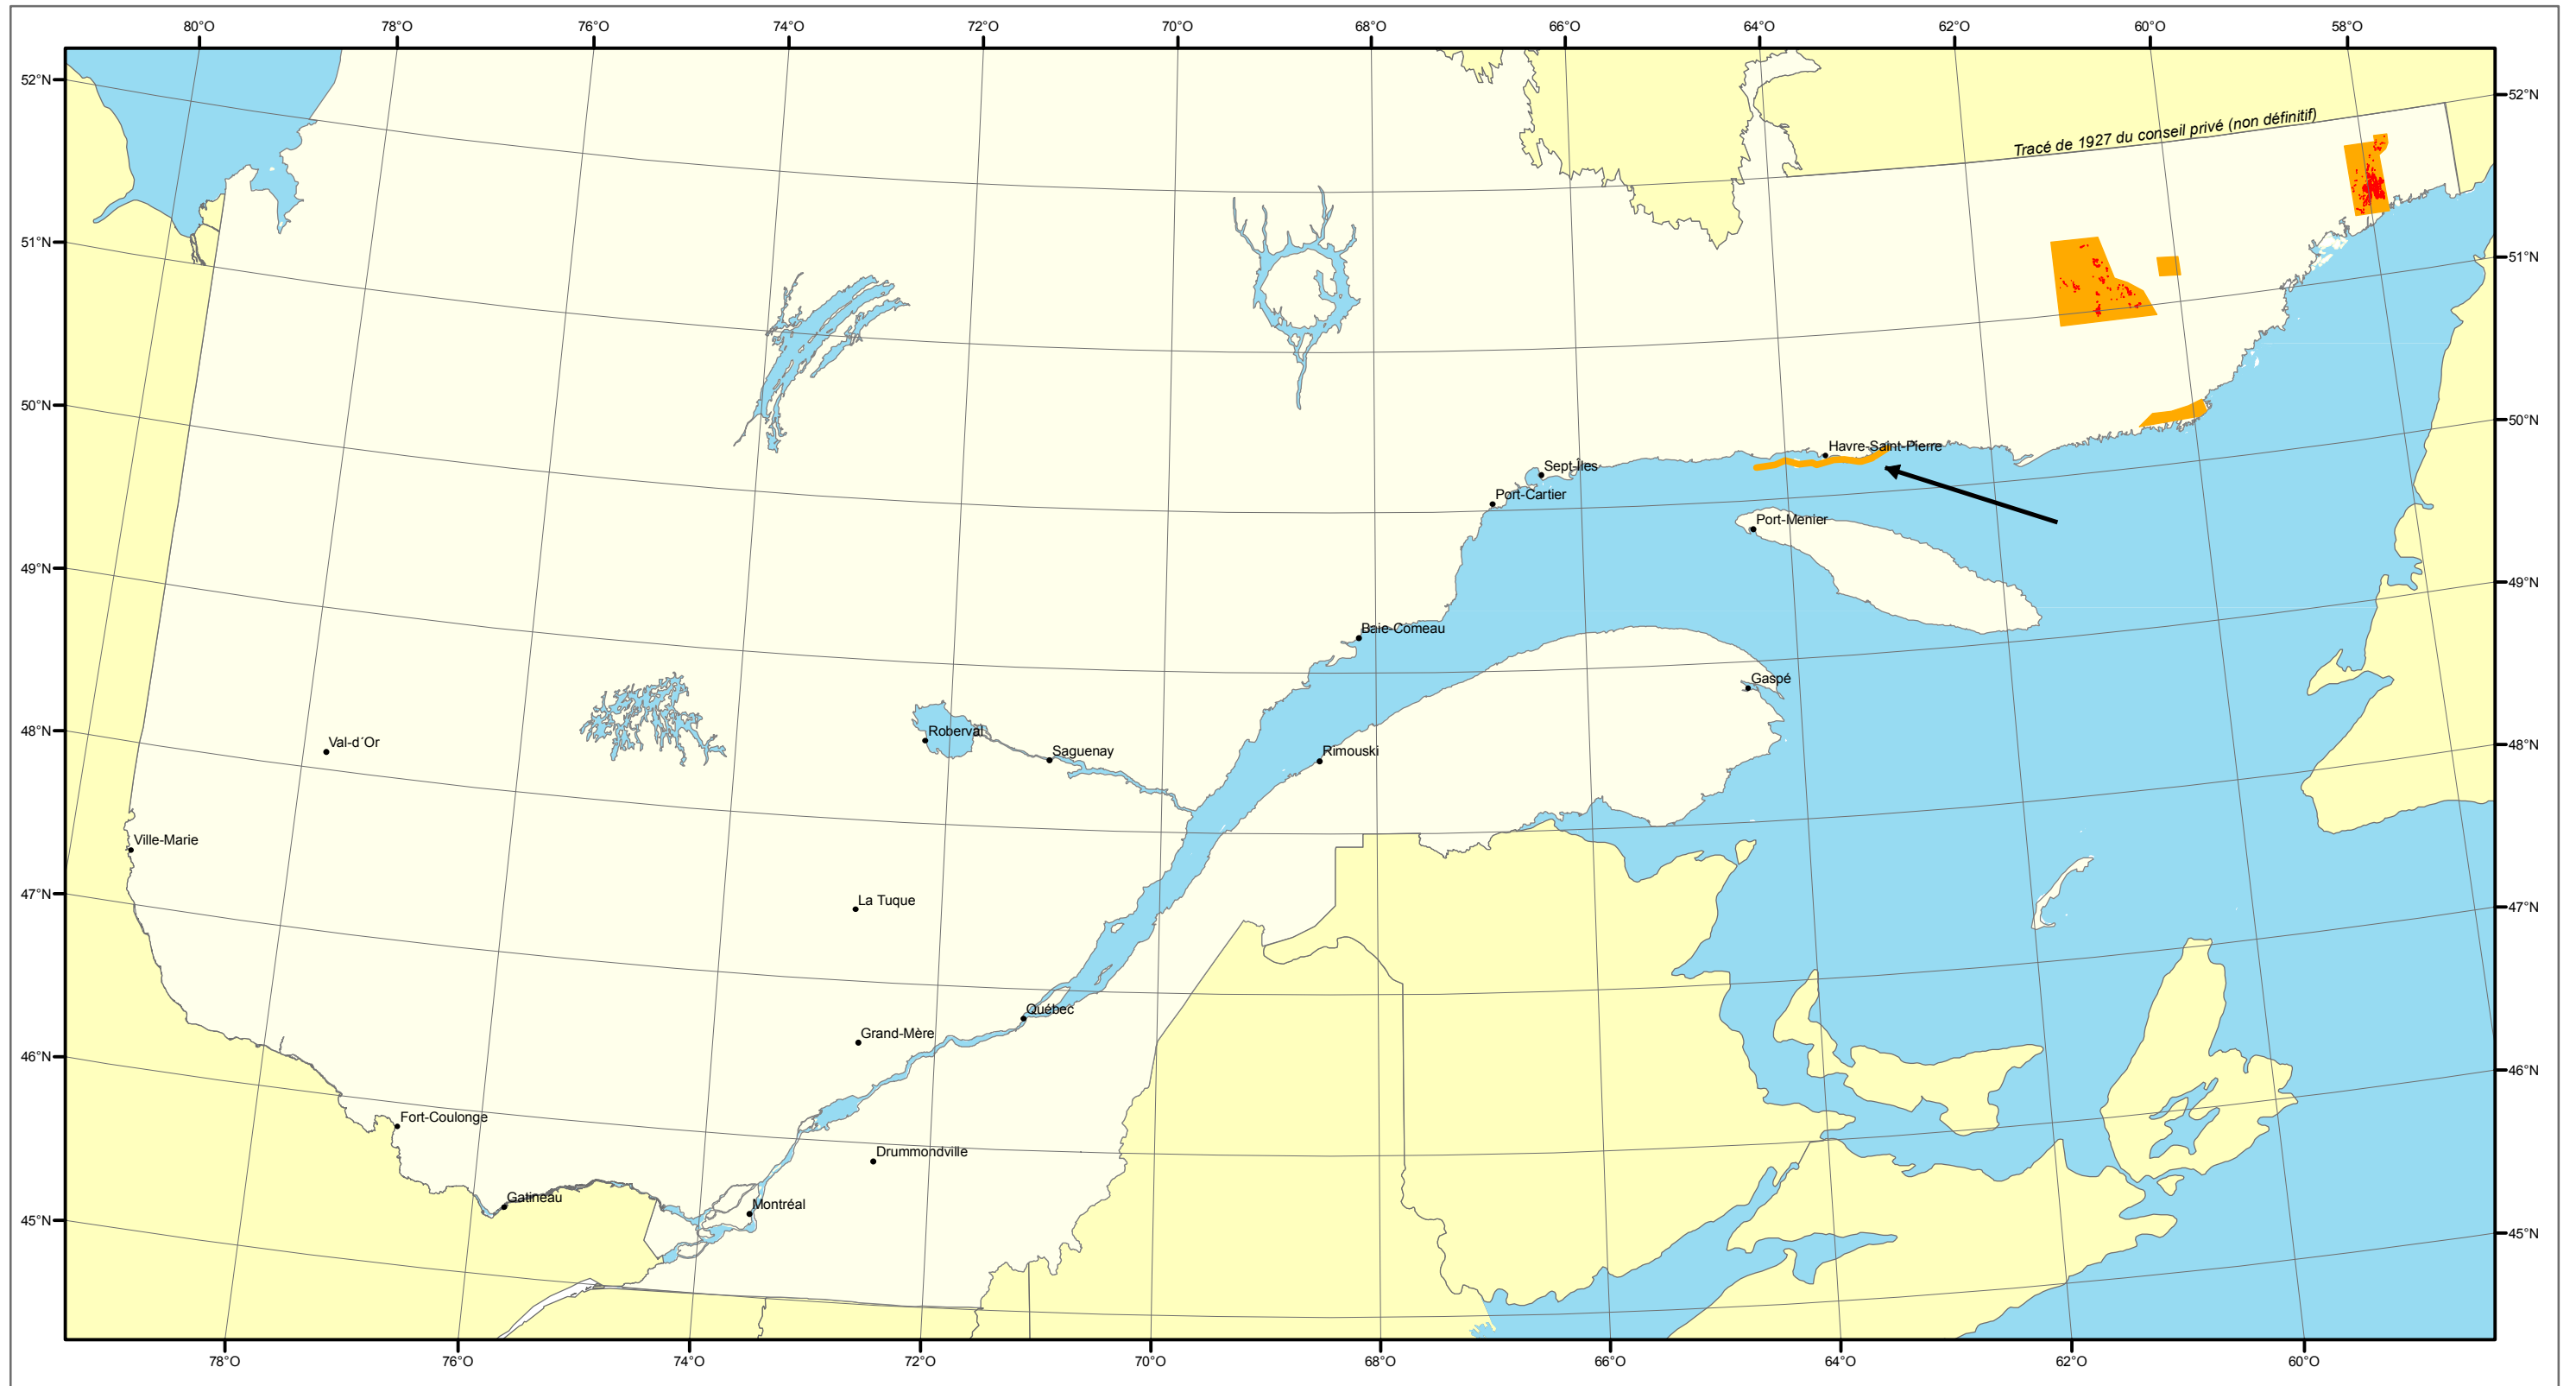 80°O 78°O 76°O 74°O 72°O 70°O 68°O 66°O 64°O 62°O 60°O 58°O
52°N
52°N
Tracé de 1927 du conseil privé (non définitif)
51°N
51°N
50°N
50°N
Havre-Saint-Pierre
Sept-Îles
Port-Cartier
Port-Menier
49°N
49°N
Baie-Comeau
Gaspé
48°N
48°N
Val-d´Or
Roberval
Saguenay
Rimouski
Ville-Marie
La Tuque
47°N
47°N
Québec
Grand-Mère
46°N
46°N
Fort-Coulonge
Drummondville
Gatineau
Montréal
45°N
45°N
78°O 76°O 74°O 72°O 70°O 68°O 66°O 64°O 62°O 60°O